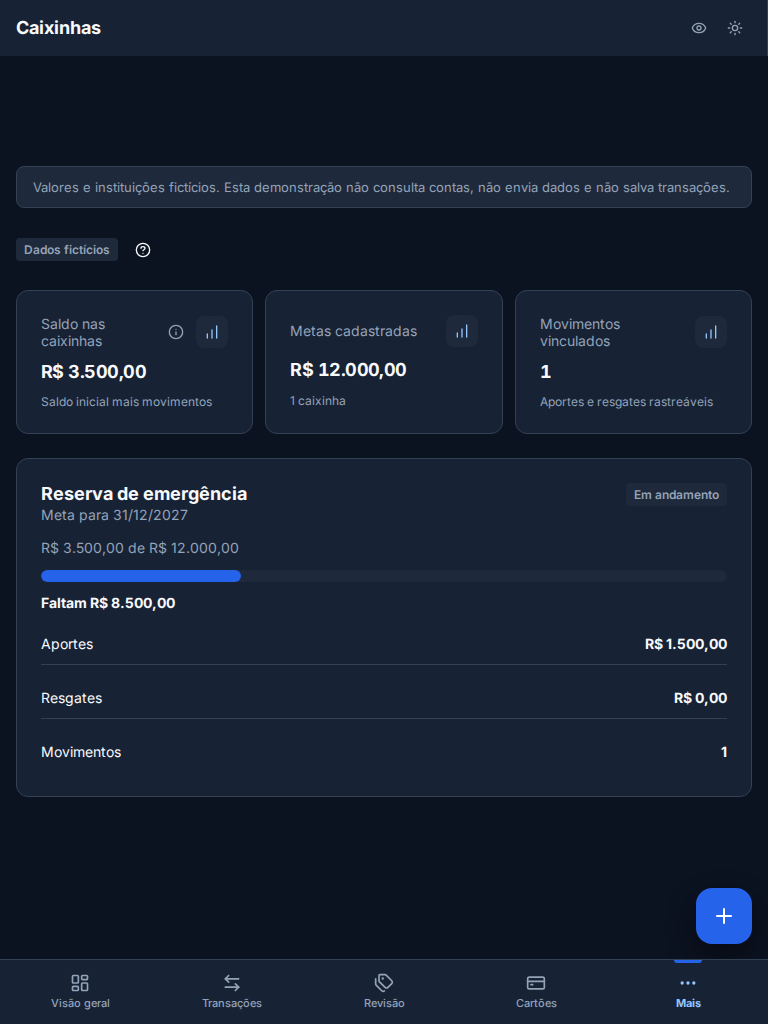 Caixinhas
Valores e instituições fictícios. Esta demonstração não consulta contas, não envia dados e não salva transações.
Dados fictícios
Saldo nas
caixinhas
R$ 3.500,00
Saldo inicial mais movimentos
Metas cadastradas
R$ 12.000,00
1 caixinha
Movimentos
vinculados
1
Aportes e resgates rastreáveis
Reserva de emergência
Em andamento
Meta para 31/12/2027
R$ 3.500,00 de R$ 12.000,00
Faltam R$ 8.500,00
Aportes R$ 1.500,00
Resgates R$ 0,00
Movimentos 1
Visão geral
Transações
Revisão
Cartões
Mais